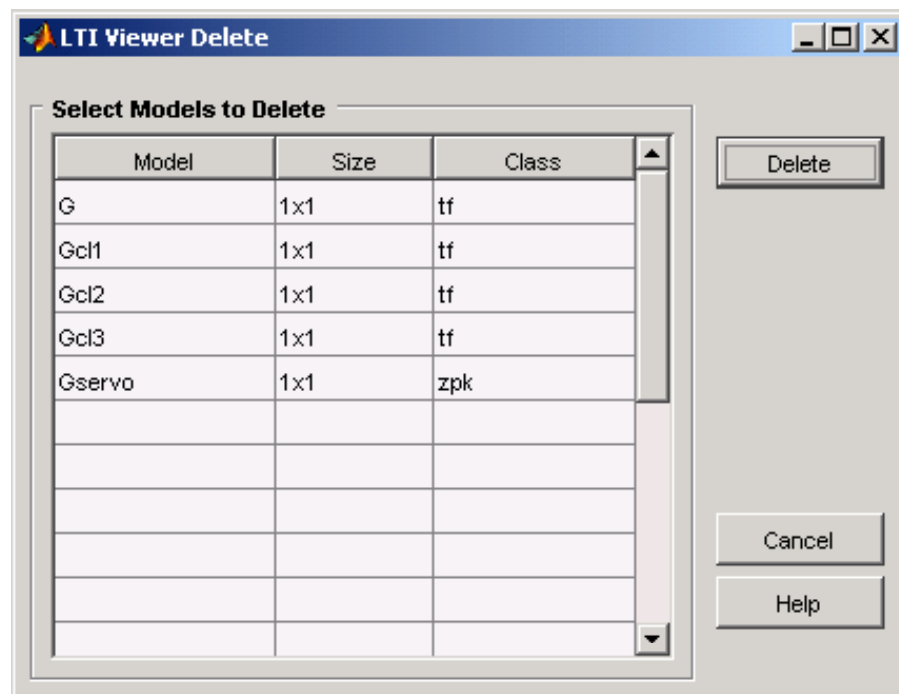 LTI Viewer Delete
Select Models to Delete
Model Size Class
G 1x1 tf
Gcl1 1x1 tf
Gcl2 1x1 tf
Gcl3 1x1 tf
Gservo 1x1 zpk
Delete
Cancel
Help